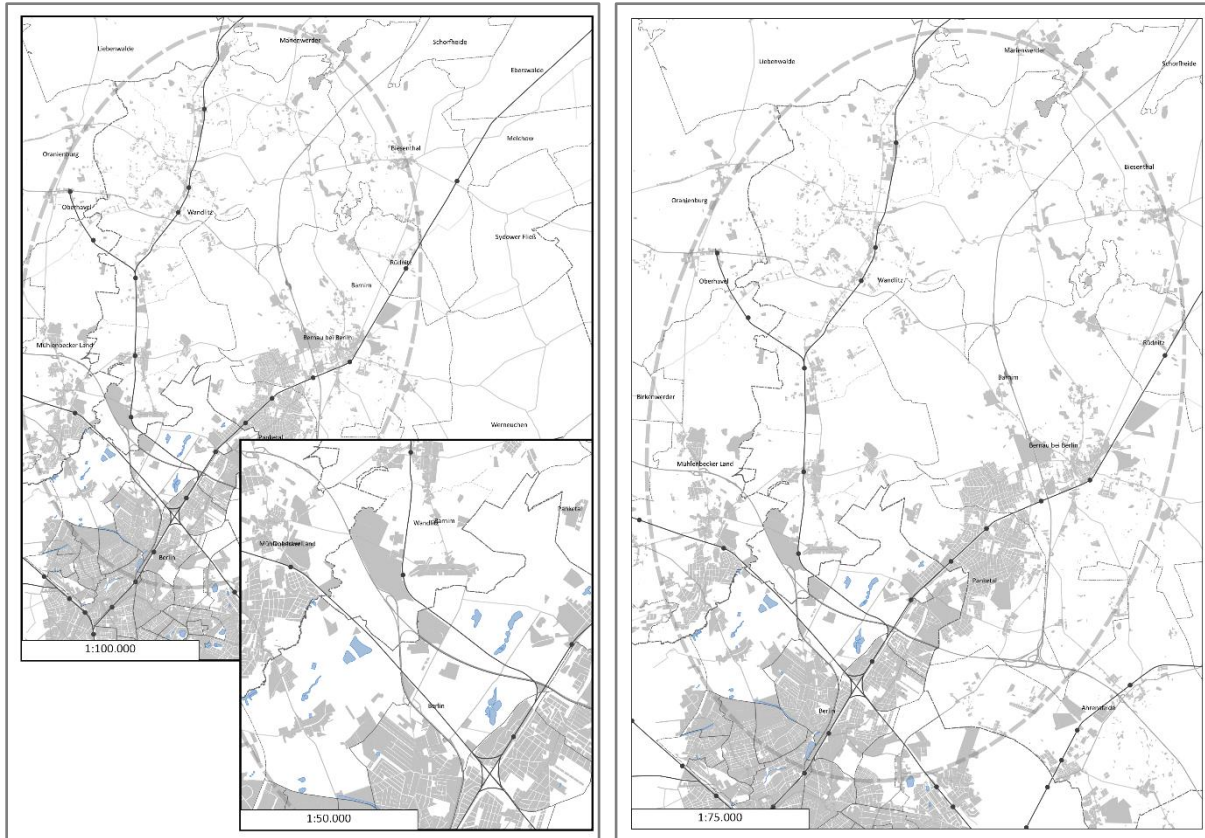 Marienwerder
Liebenwalde
Schorfheide
Eberswalde
Melchow
Biesenthal
Oranienburg
Oberhavel
Wandlitz
Sydower Fließ
Rüdnitz
Barnim
Bernau bei Berlin
Mühlenbecker Land
Werneuchen
Panketal
Berlin
1:100.000
Wandlitz
Barnim
Panketal
Berlin
1:50.000
Marienwerder
Liebenwalde
Schorfheide
Biesenthal
Oranienburg
Oberhavel
Wandlitz
Rüdnitz
Barnim
Birkenwerder
Bernau bei Berlin
Mühlenbecker Land
Panketal
Ahrensfelde
Berlin
1:75.000